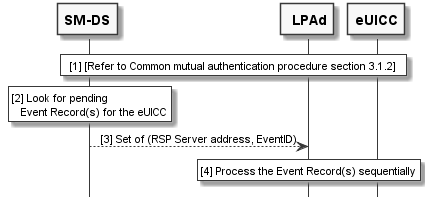 SM-DS LPAd eUICC
[1] [Refer to Common mutual authentication procedure section 3.1.2]
[2] Look for pending
Event Record(s) for the eUICC
[3] Set of (RSP Server address, EventID)
[4] Process the Event Record(s) sequentially